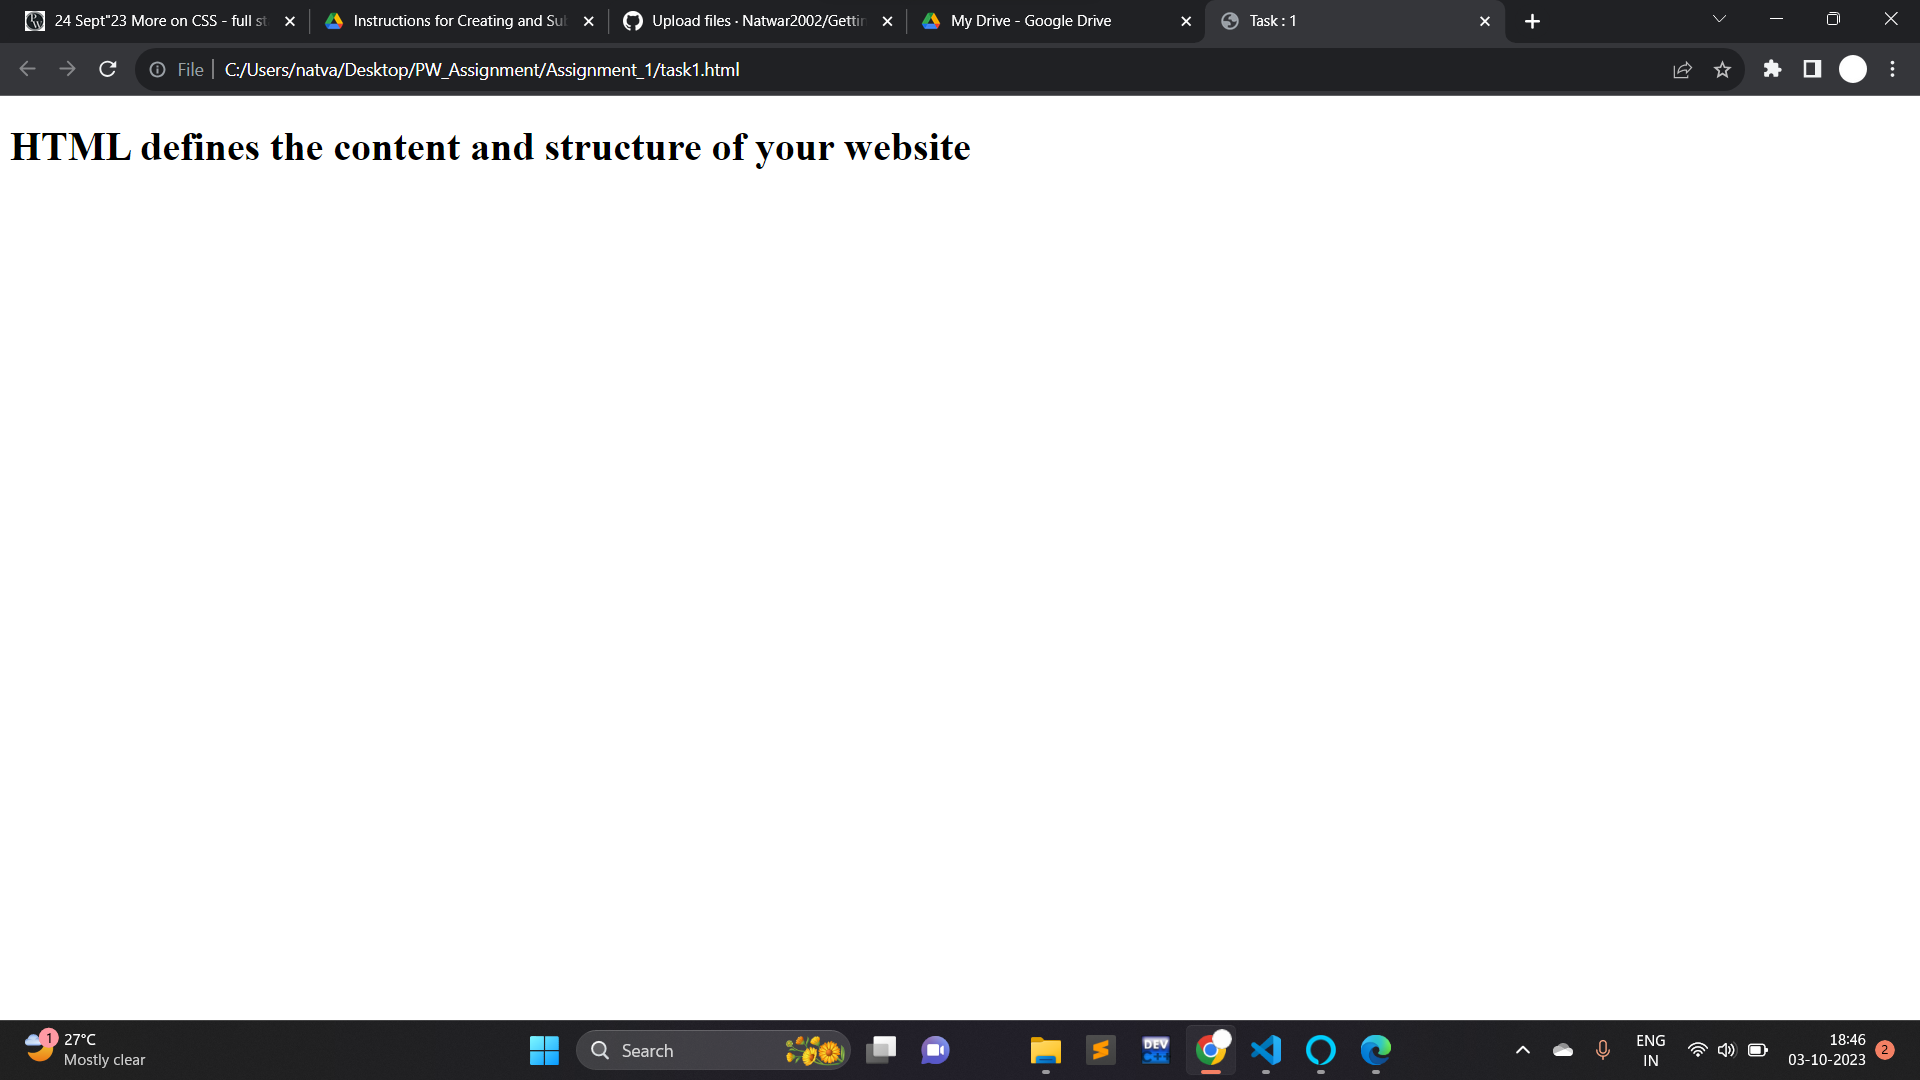 24 Sept"23 More on CSS - full st
Instructions for Creating and Sub
Upload files · Natwar2002/Gettin
My Drive - Google Drive
Task : 1
File
C:/Users/natva/Desktop/PW_Assignment/Assignment_1/task1.html
HTML defines the content and structure of your website
1
27°C
Mostly clear
Search
DEV
ENG
IN
18:46
03-10-2023
2